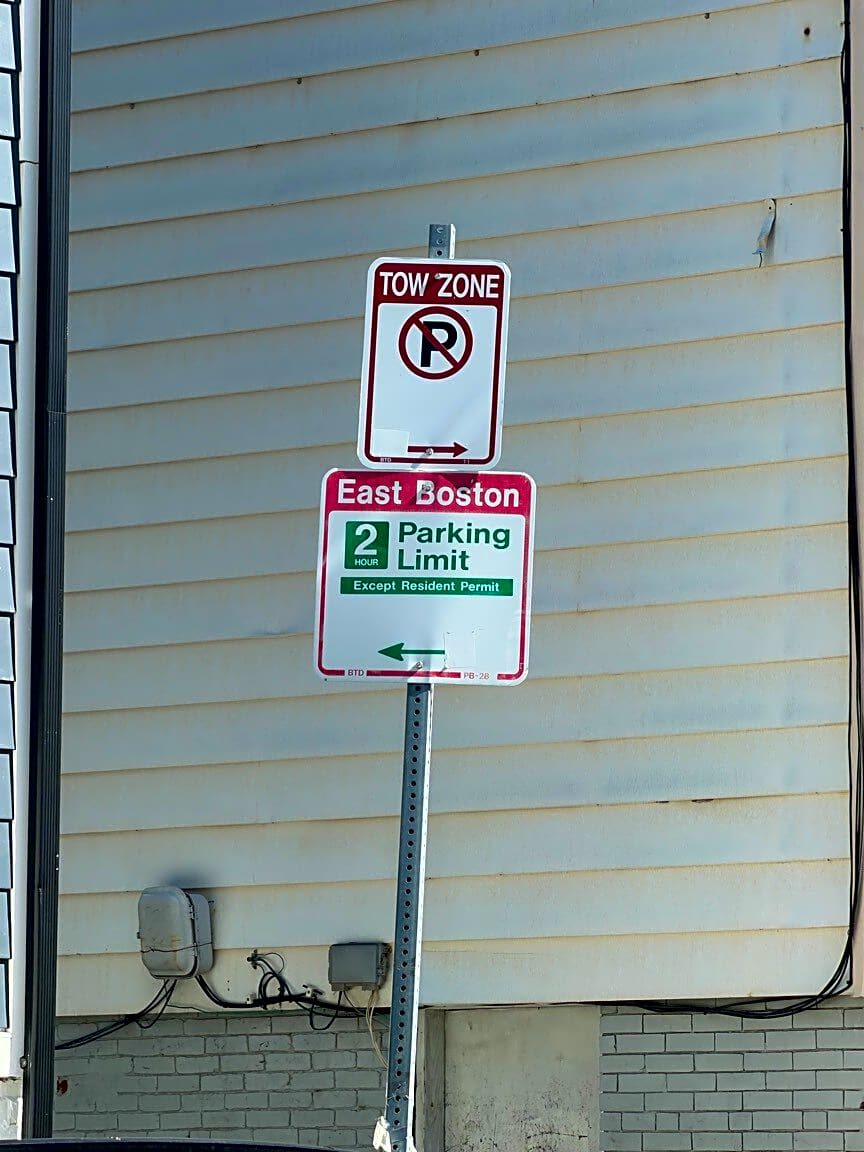 TOW ZONE
P
BTD
East Boston
2 Parking
HOUR Limit
Except Resident Permit
BTD PB-28